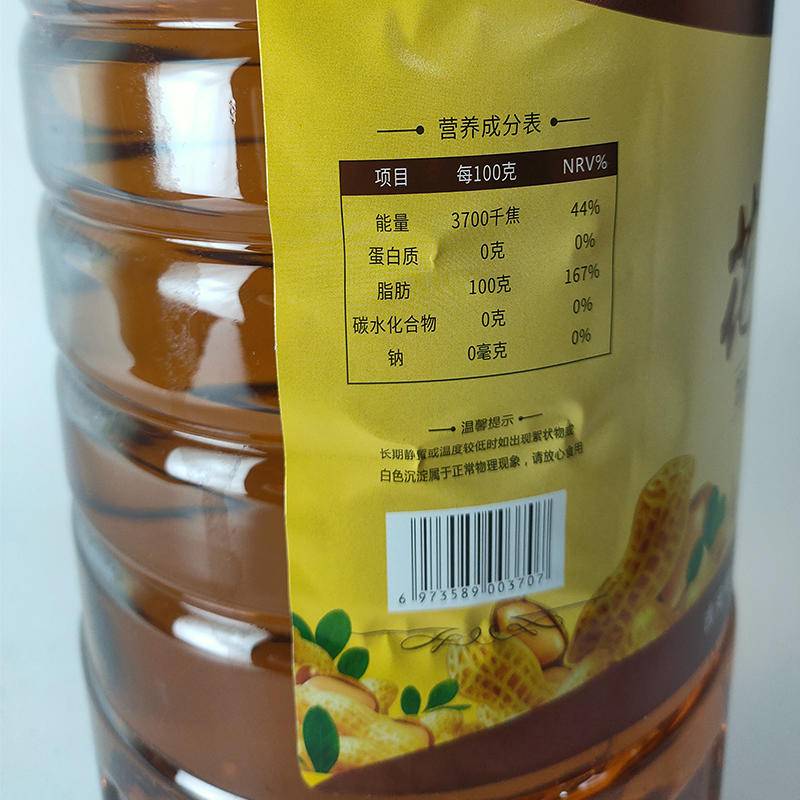 营养成分表
项目 每100克 NRV%
能量 3700千焦 44%
蛋白质 0克 0%
脂肪 100克 167%
碳水化合物 0克 0%
钠 0毫克 0%
温馨提示
长期静置或温度较低时如出现絮状物或
白色沉淀属于正常物理现象，请放心食用
6 973589 003707
花